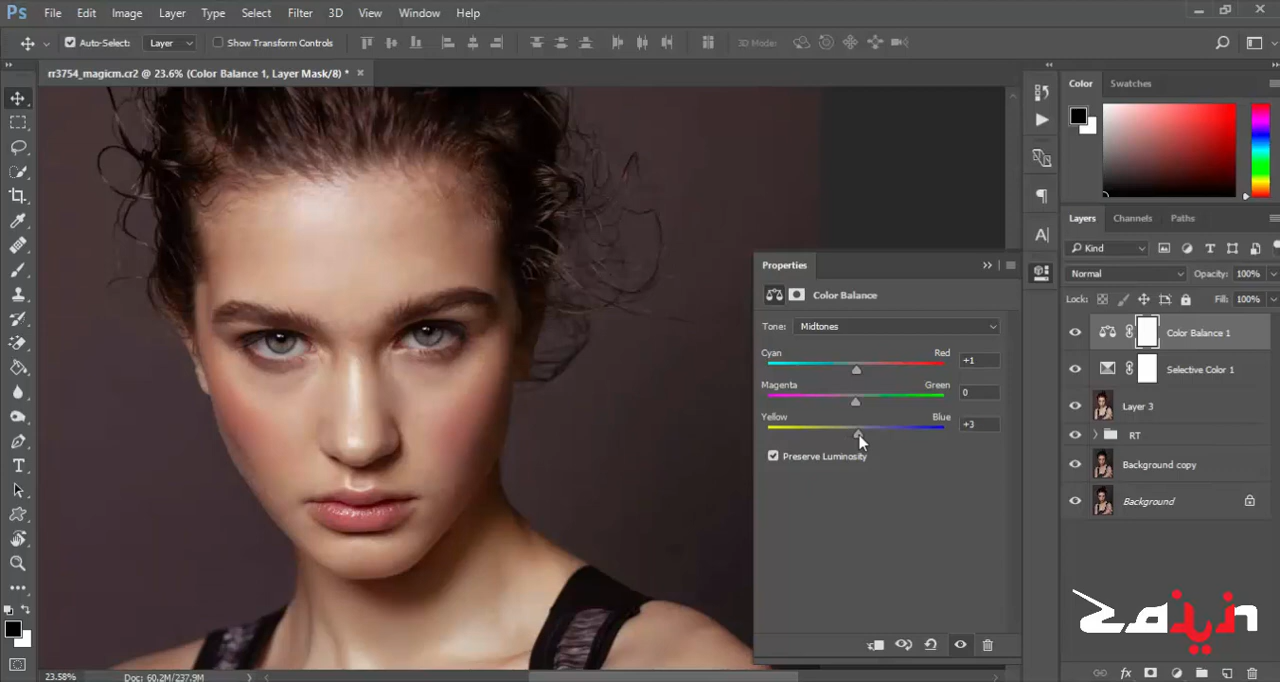 Ps File Edit Image Layer Type Select Filter 3D View Window Help
Auto-Select: Layer Show Transform Controls 3D Mode:
rr3754_magicm.cr2 @ 23.6% (Color Balance 1, Layer Mask/8) *
Color Swatches
Layers Channels Paths
Kind
Normal Opacity: 100%
Lock: Fill: 100%
Color Balance 1
Selective Color 1
Layer 3
RT
Background copy
Background
Properties
Color Balance
Tone: Midtones
Cyan Red +1
Magenta Green 0
Yellow Blue +3
Preserve Luminosity
zayn
23.58% Doc: 60.2M/237.9M